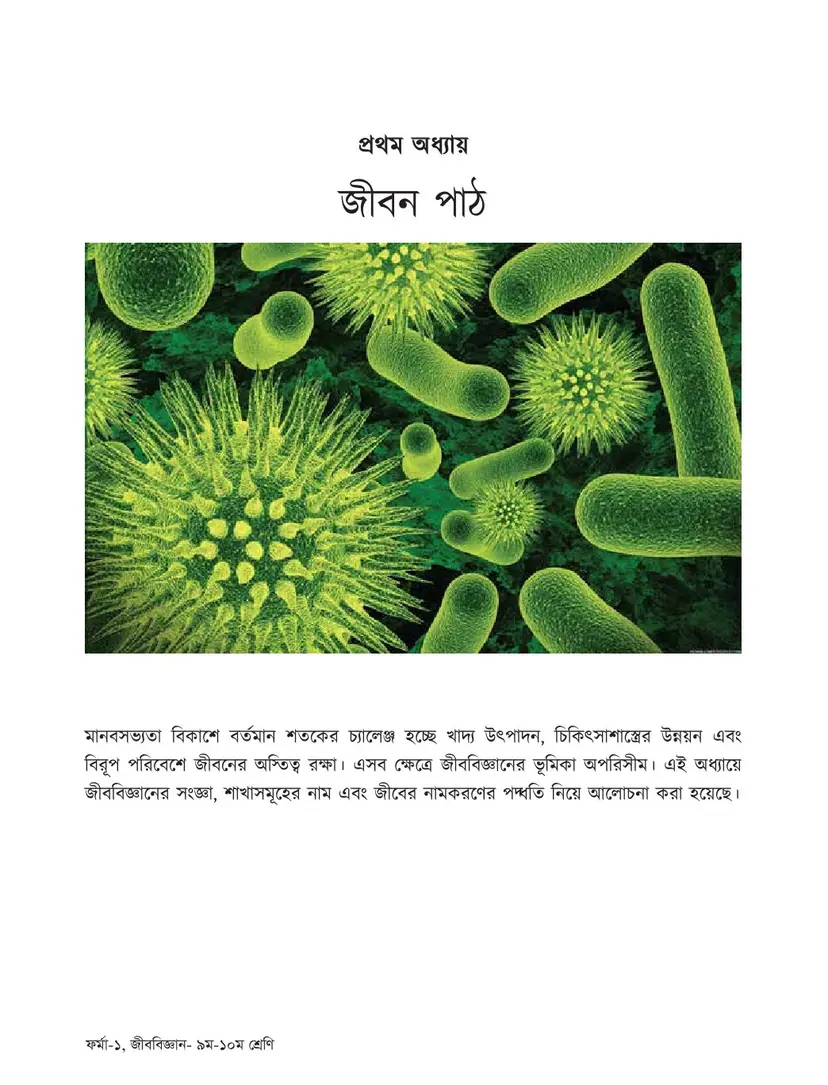 প্রথম অধ্যায়
জীবন পাঠ
মানবসভ্যতা বিকাশে বর্তমান শতকের চ্যালেঞ্জ হচ্ছে খাদ্য উৎপাদন, চিকিৎসাশাস্ত্রের উন্নয়ন এবং
বিরূপ পরিবেশে জীবনের অস্তিত্ব রক্ষা। এসব ক্ষেত্রে জীববিজ্ঞানের ভূমিকা অপরিসীম। এই অধ্যায়ে
জীববিজ্ঞানের সংজ্ঞা, শাখাসমূহের নাম এবং জীবের নামকরণের পদ্ধতি নিয়ে আলোচনা করা হয়েছে।
ফর্মা-১, জীববিজ্ঞান- ৯ম-১০ম শ্রেণি